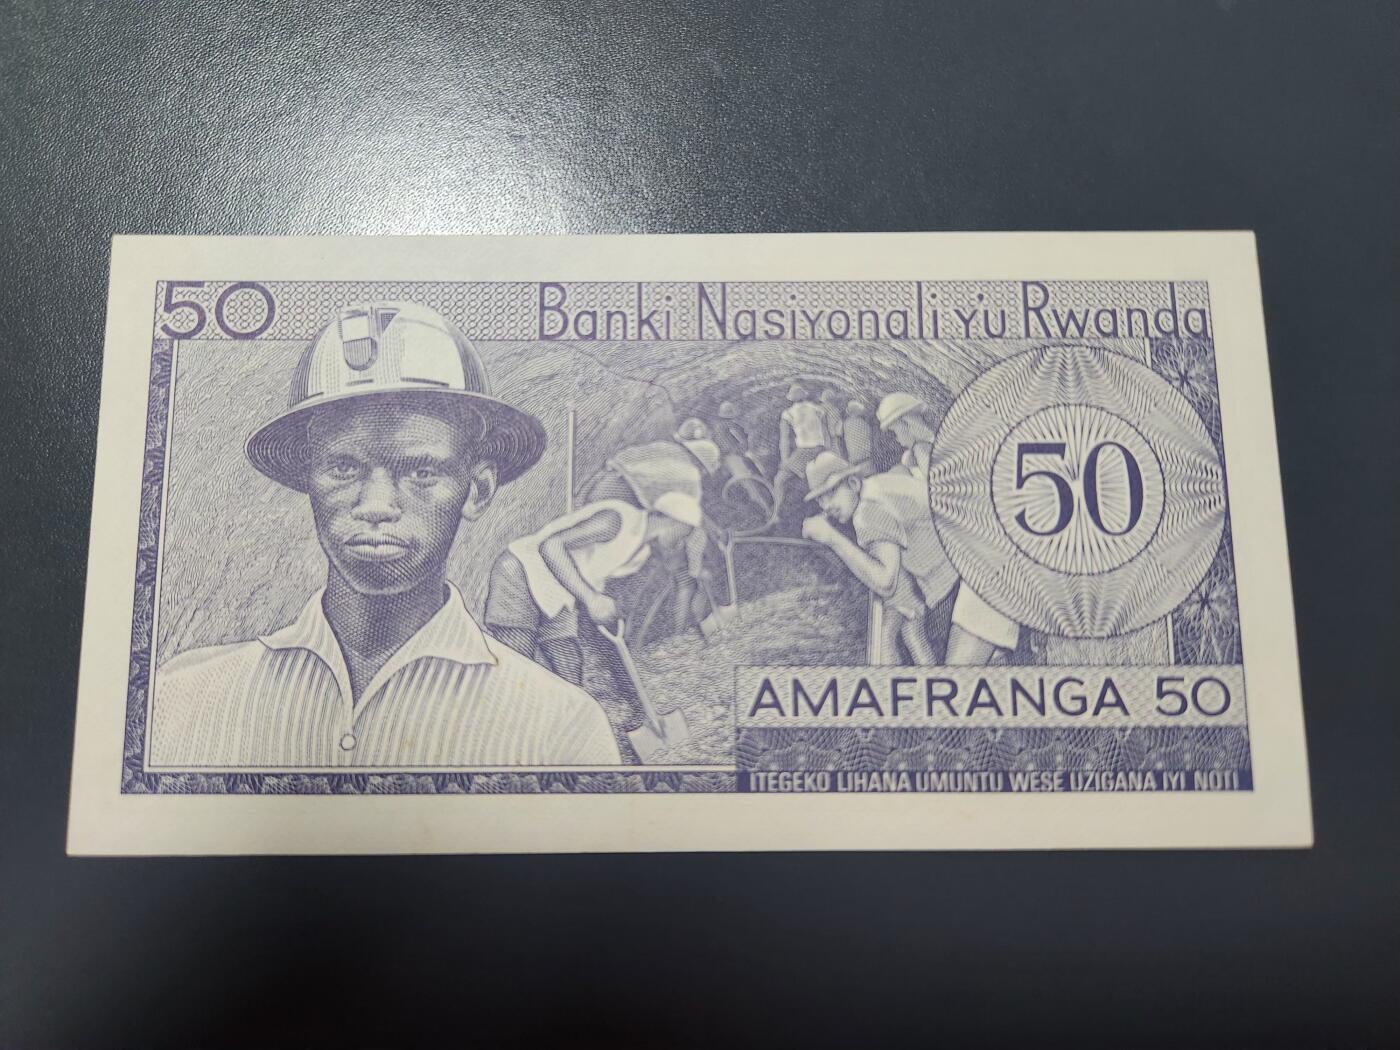 50 Banki Nasiyonali y'u Rwanda
50
AMAFRANGA 50
ITEGEKO LIHANA UMUNTU WESE UZIGANA IYI NOTI